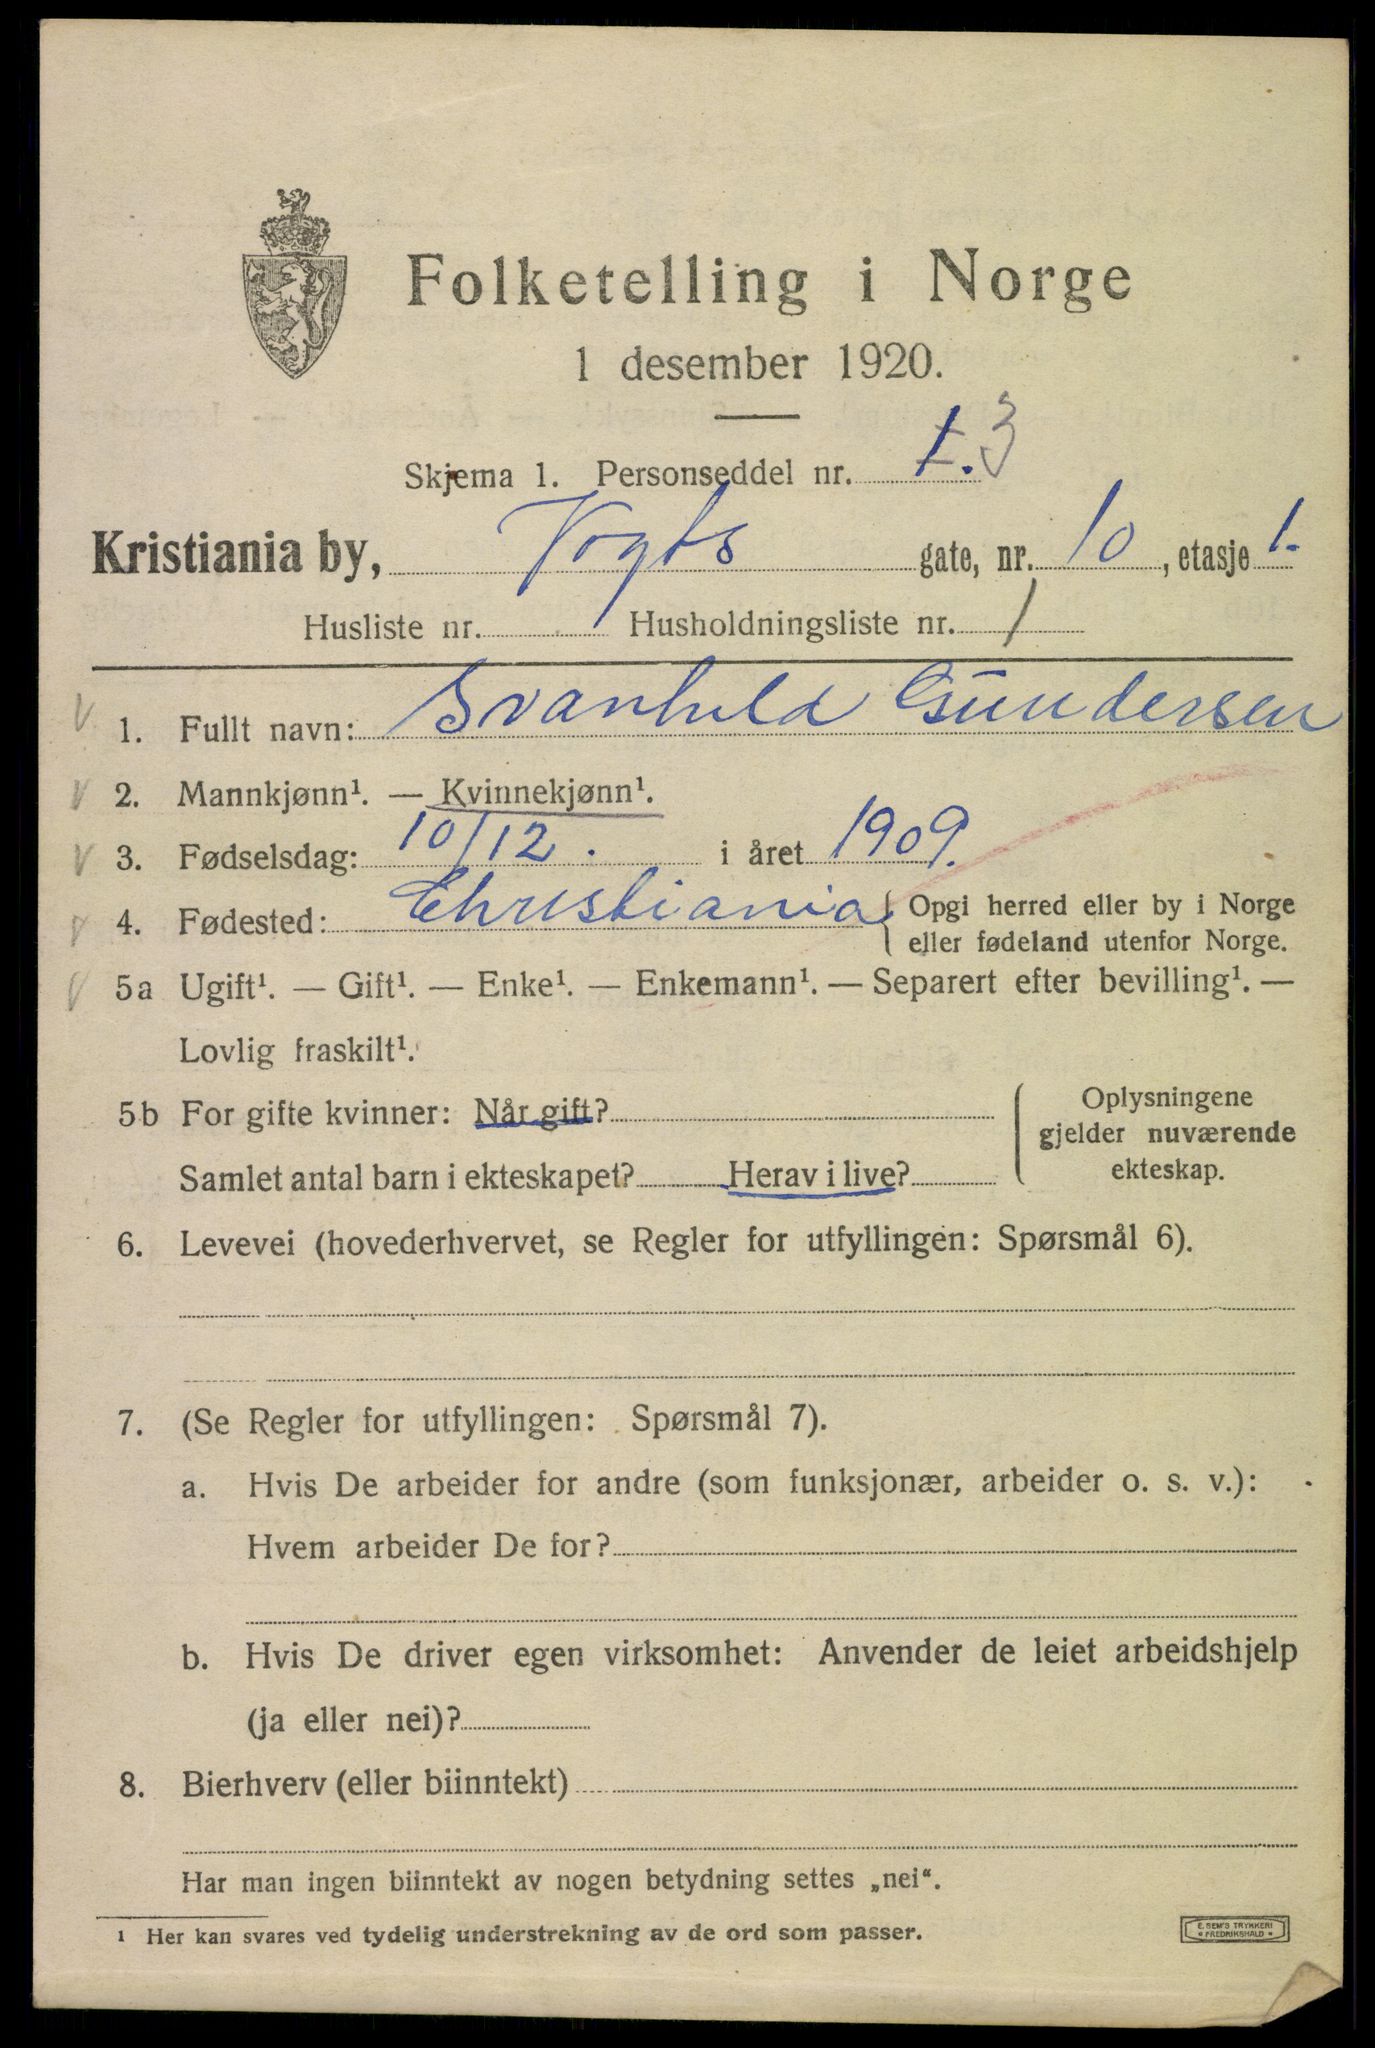 Folketelling i Norge
1 desember 1920.
Skjema 1. Personseddel nr. 1. 3
Kristiania by, Vogts gate, nr. 10, etasje 1.
Husliste nr. Husholdningsliste nr. 1
1. Fullt navn: Svanhild Gundersen
2. Mannkjønn¹. — Kvinnekjønn¹.
3. Fødselsdag: 10/12. i året 1909.
4. Fødested: Christiania { Opgi herred eller by i Norge
eller fødeland utenfor Norge.
5a Ugift¹. — Gift¹. — Enke¹. — Enkemann¹. — Separert efter bevilling¹. —
Lovlig fraskilt¹.
5b For gifte kvinner: Når gift?
Samlet antal barn i ekteskapet? Herav i live?
Oplysningene
gjelder nuværende
ekteskap.
6. Levevei (hovederhvervet, se Regler for utfyllingen: Spørsmål 6).
7. (Se Regler for utfyllingen: Spørsmål 7).
a. Hvis De arbeider for andre (som funksjonær, arbeider o. s. v.):
Hvem arbeider De for?
b. Hvis De driver egen virksomhet: Anvender de leiet arbeidshjelp
(ja eller nei)?
8. Bierhverv (eller biinntekt)
Har man ingen biinntekt av nogen betydning settes „nei“.
1 Her kan svares ved tydelig understrekning av de ord som passer.
E. SEM'S TRYKKERI
* FREDRIKSHALD *